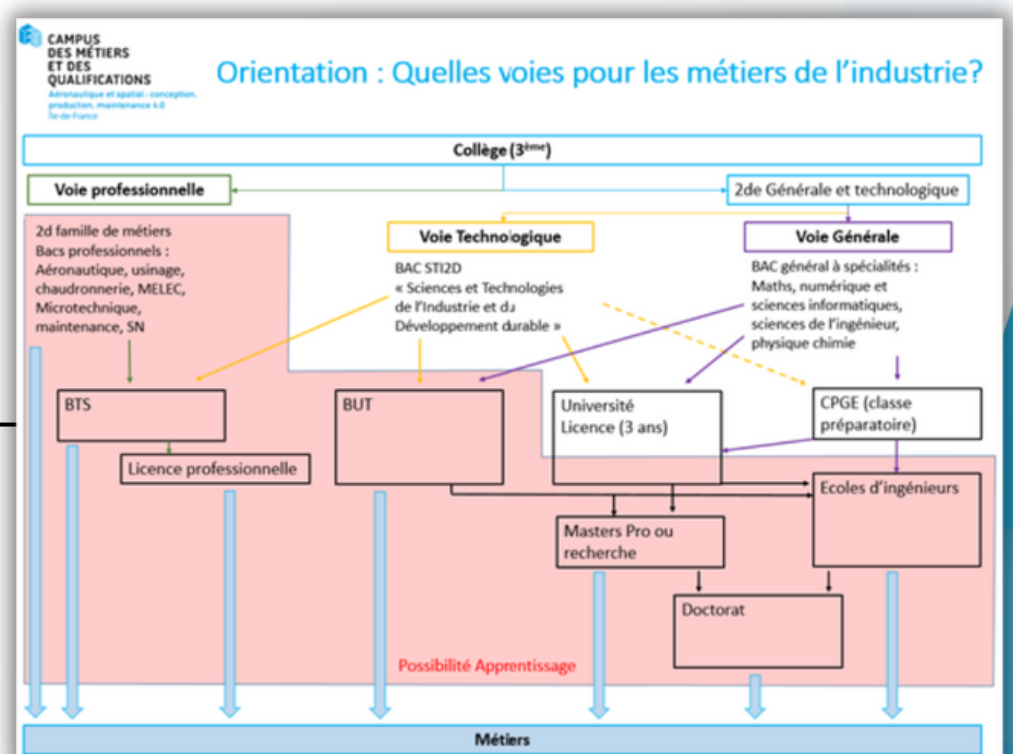 CAMPUS
DES MÉTIERS
ET DES
QUALIFICATIONS
Aéronautique et spatial : conception,
production, maintenance 4.0
Île-de-France
Orientation : Quelles voies pour les métiers de l'industrie?
Collège (3ème)
Voie professionnelle
2de Générale et technologique
2d famille de métiers
Bacs professionnels :
Aéronautique, usinage,
chaudronnerie, MELEC,
Microtechnique,
maintenance, SN
Voie Technologique
BAC STI2D
« Sciences et Technologies
de l'Industrie et du
Développement durable »
Voie Générale
BAC général à spécialités :
Maths, numérique et
sciences informatiques,
sciences de l'ingénieur,
physique chimie
BTS
BUT
Université
Licence (3 ans)
CPGE (classe
préparatoire)
Licence professionnelle
Ecoles d'ingénieurs
Masters Pro ou
recherche
Doctorat
Possibilité Apprentissage
Métiers